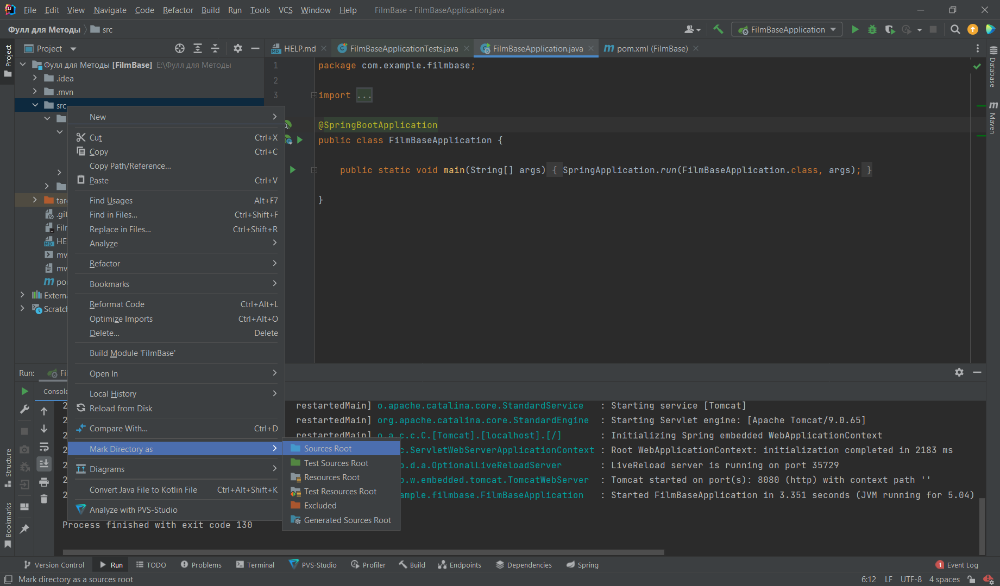 File Edit View Navigate Code Refactor Build Run Tools VCS Window Help FilmBase - FilmBaseApplication.java
Фулл для Методы src FilmBaseApplication
Project HELP.md FilmBaseApplicationTests.java FilmBaseApplication.java pom.xml (FilmBase)
Project
Фулл для Методы [FilmBase] E:\Фулл для Методы
.idea
.mvn
src
New
Cut Ctrl+X
Copy Ctrl+C
Copy Path/Reference...
Paste Ctrl+V
Find Usages Alt+F7
Find in Files... Ctrl+Shift+F
Replace in Files... Ctrl+Shift+R
Analyze
Refactor
Bookmarks
Reformat Code Ctrl+Alt+L
Optimize Imports Ctrl+Alt+O
Delete... Delete
Build Module 'FilmBase'
Open In
Local History
Reload from Disk
Compare With... Ctrl+D
Mark Directory as
Diagrams
Convert Java File to Kotlin File Ctrl+Alt+Shift+K
Analyze with PVS-Studio
Sources Root
Test Sources Root
Resources Root
Test Resources Root
Excluded
Generated Sources Root
1 package com.example.filmbase;
2
3 import ...
@SpringBootApplication
public class FilmBaseApplication {
public static void main(String[] args) { SpringApplication.run(FilmBaseApplication.class, args); }
}
Database
Maven
Run:
Console
restartedMain] o.apache.catalina.core.StandardService : Starting service [Tomcat]
restartedMain] org.apache.catalina.core.StandardEngine : Starting Servlet engine: [Apache Tomcat/9.0.65]
restartedMain] o.a.c.c.C.[Tomcat].[localhost].[/] : Initializing Spring embedded WebApplicationContext
c.ServletWebServerApplicationContext : Root WebApplicationContext: initialization completed in 2183 ms
.d.a.OptionalLiveReloadServer : LiveReload server is running on port 35729
.w.embedded.tomcat.TomcatWebServer : Tomcat started on port(s): 8080 (http) with context path ''
ample.filmbase.FilmBaseApplication : Started FilmBaseApplication in 3.351 seconds (JVM running for 5.04)
Process finished with exit code 130
Structure
Bookmarks
Version Control Run TODO Problems Terminal PVS-Studio Profiler Build Endpoints Dependencies Spring 1 Event Log
Mark directory as a sources root 6:12 LF UTF-8 4 spaces